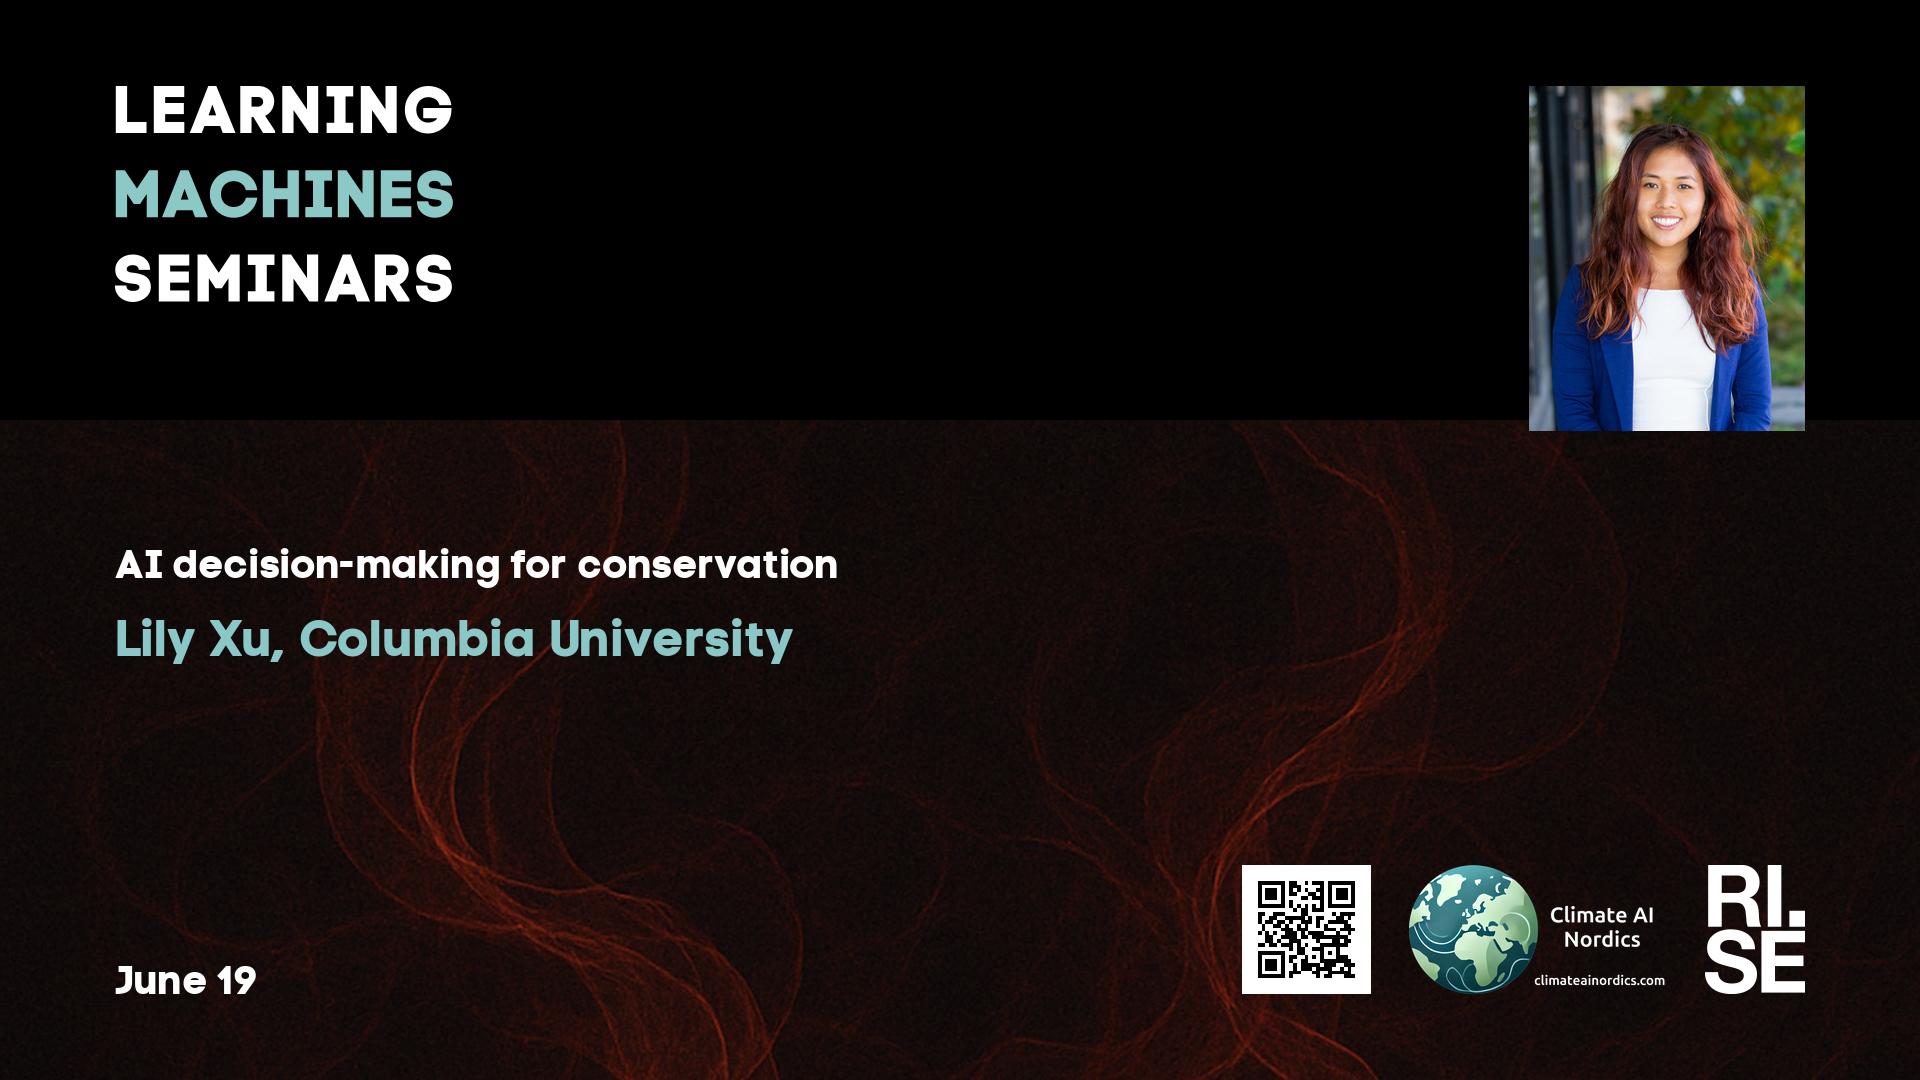 LEARNING
MACHINES
SEMINARS
AI decision-making for conservation
Lily Xu, Columbia University
June 19
Climate AI
Nordics
climateainordics.com
RI.
SE